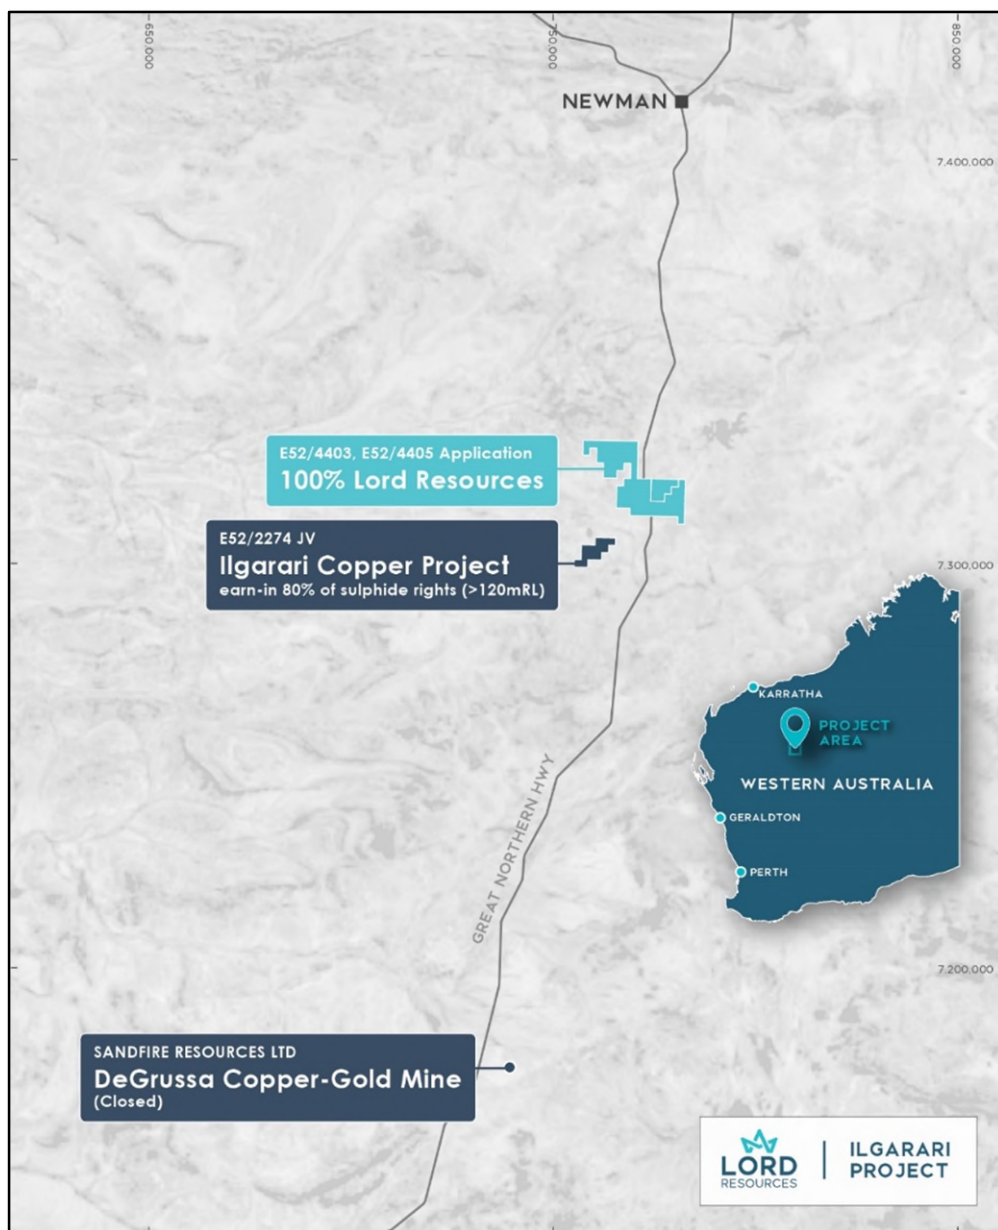 650,000
750,000
850,000
NEWMAN
7,400,000
E52/4403, E52/4405 Application
100% Lord Resources
E52/2274 JV
Ilgarari Copper Project
earn-in 80% of sulphide rights (>120mRL)
7,300,000
KARRATHA
PROJECT
AREA
WESTERN AUSTRALIA
GERALDTON
PERTH
GREAT NORTHERN HWY
7,200,000
SANDFIRE RESOURCES LTD
DeGrussa Copper-Gold Mine
(Closed)
LORD
RESOURCES
ILGARARI
PROJECT